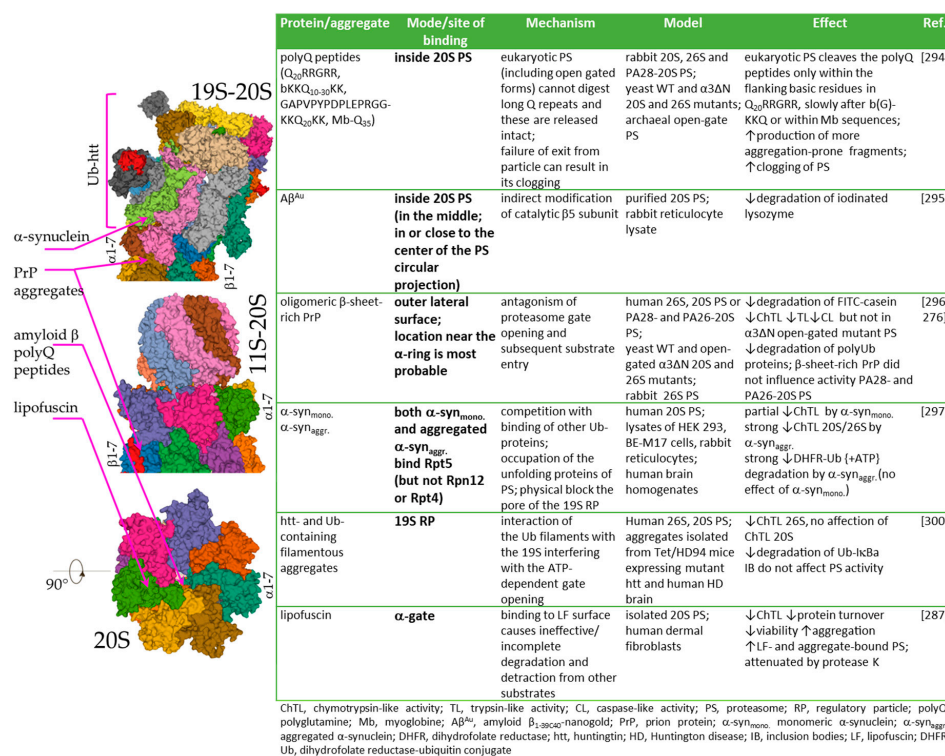 19S-20S
Ub-htt
α-synuclein
α1-7
β1-7
PrP
aggregates
amyloid β
polyQ
peptides
lipofuscin
11S-20S
α1-7
β1-7
90°
α1-7
20S
Protein/aggregate
Mode/site of
binding
Mechanism
Model
Effect
Ref.
polyQ peptides
(Q20RRGRR,
bKKQ10-30KK,
GAPVPYPDPLEPRGG-
KKQ20KK, Mb-Q35)
inside 20S PS
eukaryotic PS
(including open gated
forms) cannot digest
long Q repeats and
these are released
intact;
failure of exit from
particle can result in
its clogging
rabbit 20S, 26S and
PA28-20S PS;
yeast WT and α3ΔN
20S and 26S mutants;
archaeal open-gate
PS
eukaryotic PS cleaves the polyQ
peptides only within the
flanking basic residues in
Q20RRGRR, slowly after b(G)-
KKQ or within Mb sequences;
↑production of more
aggregation-prone fragments;
↑clogging of PS
[294
AβAu
inside 20S PS
(in the middle;
in or close to the
center of the PS
circular
projection)
indirect modification
of catalytic β5 subunit
purified 20S PS;
rabbit reticulocyte
lysate
↓degradation of iodinated
lysozyme
[295
oligomeric β-sheet-
rich PrP
outer lateral
surface;
location near the
α-ring is most
probable
antagonism of
proteasome gate
opening and
subsequent substrate
entry
human 26S, 20S PS or
PA28- and PA26-20S
PS;
yeast WT and open-
gated α3ΔN 20S and
26S mutants;
rabbit 26S PS
↓degradation of FITC-casein
↓ChTL ↓TL↓CL but not in
α3ΔN open-gated mutant PS
↓degradation of polyUb
proteins; β-sheet-rich PrP did
not influence activity PA28- and
PA26-20S PS
[296
276]
α-synmono.
α-synaggr.
both α-synmono.
and aggregated
α-synaggr.
bind Rpt5
(but not Rpn12
or Rpt4)
competition with
binding of other Ub-
proteins;
occupation of the
unfolding proteins of
PS; physical block the
pore of the 19S RP
human 20S PS;
lysates of HEK 293,
BE-M17 cells, rabbit
reticulocytes;
human brain
homogenates
partial ↓ChTL by α-synmono.
strong ↓ChTL 20S/26S by
α-synaggr.
strong ↓DHFR-Ub {+ATP}
degradation by α-synaggr.(no
effect of α-synmono.)
[297
htt- and Ub-
containing
filamentous
aggregates
19S RP
interaction of
the Ub filaments with
the 19S interfering
with the ATP-
dependent gate
opening
Human 26S, 20S PS;
aggregates isolated
from Tet/HD94 mice
expressing mutant
htt and human HD
brain
↓ChTL 26S, no affection of
ChTL 20S
↓degradation of Ub-IκBa
IB do not affect PS activity
[300
lipofuscin
α-gate
binding to LF surface
causes ineffective/
incomplete
degradation and
detraction from other
substrates
isolated 20S PS;
human dermal
fibroblasts
↓ChTL ↓protein turnover
↓viability ↑aggregation
↑LF- and aggregate-bound PS;
attenuated by protease K
[287
ChTL, chymotrypsin-like activity; TL, trypsin-like activity; CL, caspase-like activity; PS, proteasome; RP, regulatory particle; polyQ
polyglutamine; Mb, myoglobine; AβAu, amyloid β1-39C40-nanogold; PrP, prion protein; α-synmono. monomeric α-synuclein; α-synaggr
aggregated α-synuclein; DHFR, dihydrofolate reductase; htt, huntingtin; HD, Huntington disease; IB, inclusion bodies; LF, lipofuscin; DHFR
Ub, dihydrofolate reductase-ubiquitin conjugate